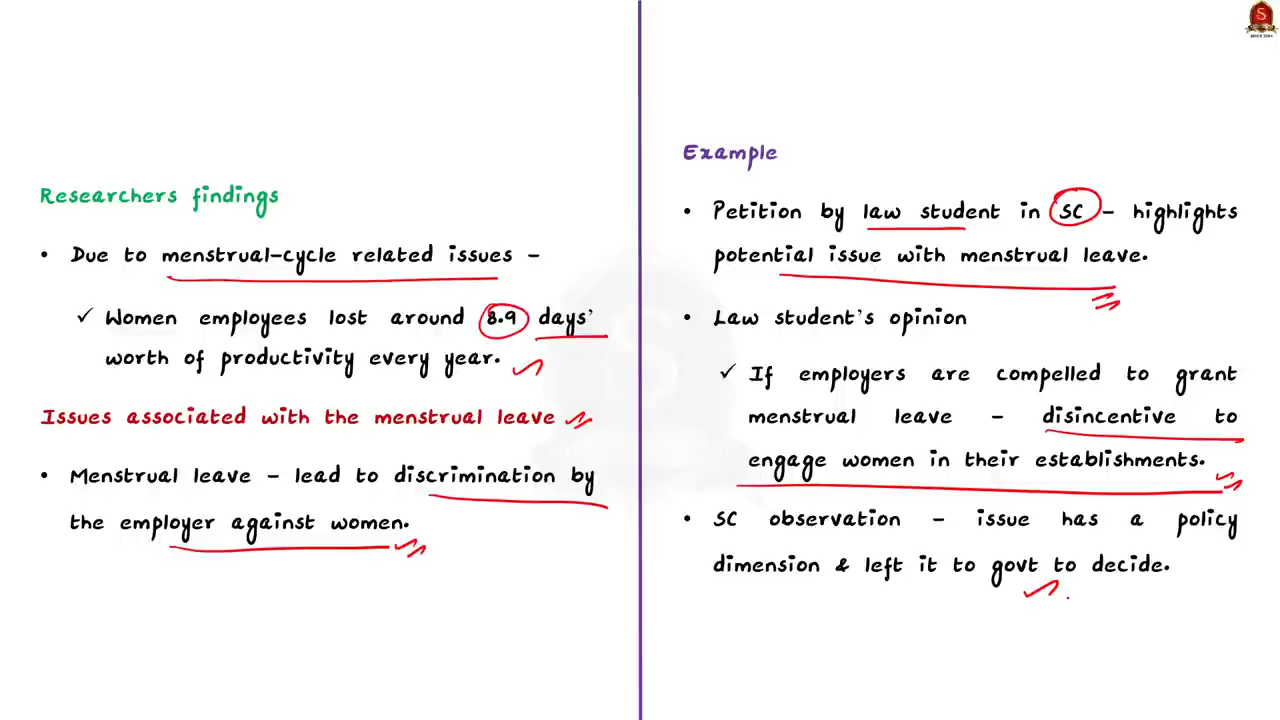 Researchers findings
• Due to menstrual-cycle related issues –
✓ Women employees lost around 8.9 days'
worth of productivity every year.
Issues associated with the menstrual leave
• Menstrual leave – lead to discrimination by
the employer against women.
Example
• Petition by law student in SC – highlights
potential issue with menstrual leave.
• Law student's opinion
✓ If employers are compelled to grant
menstrual leave – disincentive to
engage women in their establishments.
• SC observation – issue has a policy
dimension & left it to govt to decide.
S